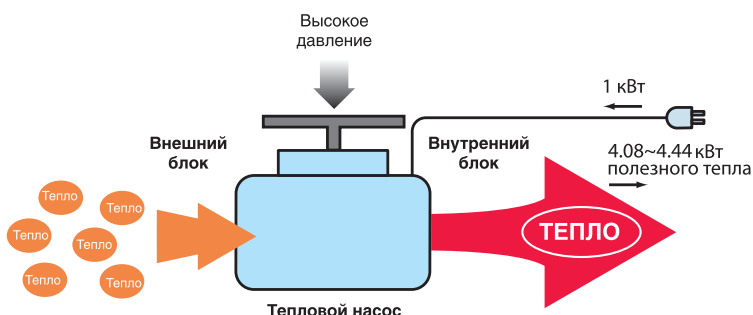 Высокое
давление
1 кВт
Внешний
блок
Внутренний
блок
4.08~4.44 кВт
полезного тепла
Тепло
Тепло
Тепло
Тепло
Тепло
Тепло
ТЕПЛО
Тепловой насос